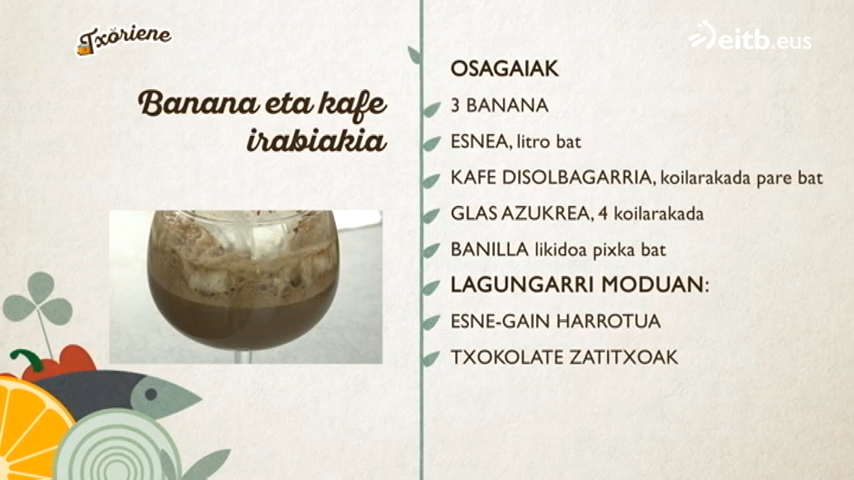 Txoriene
eitb.eus
Banana eta kafe
irabiakia
OSAGAIAK
3 BANANA
ESNEA, litro bat
KAFE DISOLBAGARRIA, koilarakada pare bat
GLAS AZUKREA, 4 koilarakada
BANILLA likidoa pixka bat
LAGUNGARRI MODUAN:
ESNE-GAIN HARROTUA
TXOKOLATE ZATITXOAK